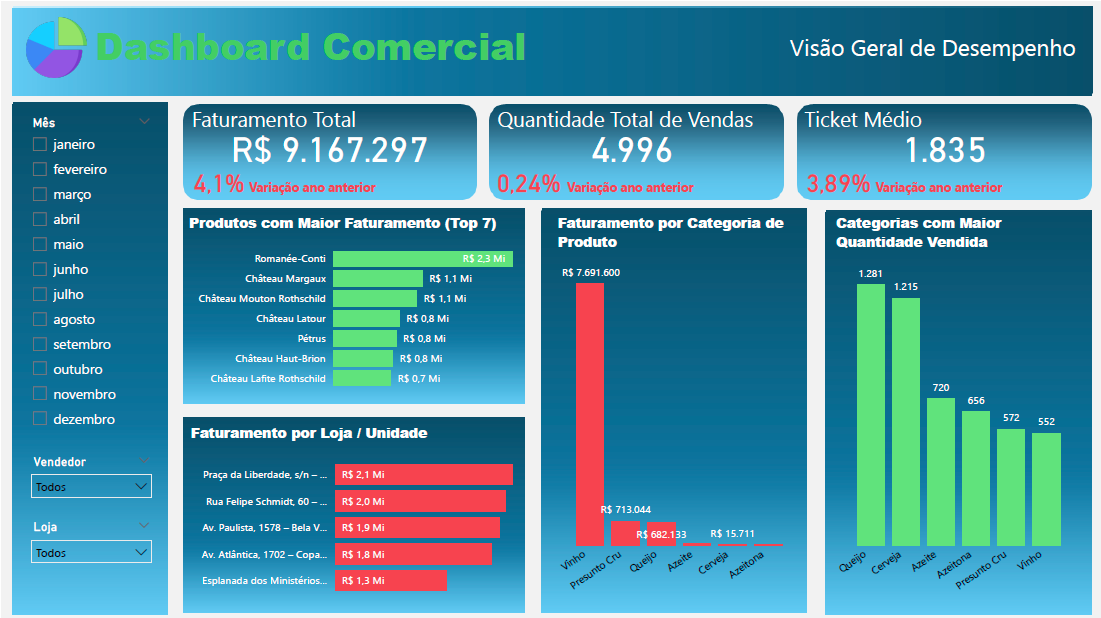 Dashboard Comercial
Visão Geral de Desempenho
Mês
janeiro
fevereiro
março
abril
maio
junho
julho
agosto
setembro
outubro
novembro
dezembro
Vendedor
Todos
Loja
Todos
Faturamento Total
R$ 9.167.297
4,1% Variação ano anterior
Quantidade Total de Vendas
4.996
0,24% Variação ano anterior
Ticket Médio
1.835
3,89% Variação ano anterior
Produtos com Maior Faturamento (Top 7)
Romanée-Conti R$ 2,3 Mi
Château Margaux R$ 1,1 Mi
Château Mouton Rothschild R$ 1,1 Mi
Château Latour R$ 0,8 Mi
Pétrus R$ 0,8 Mi
Château Haut-Brion R$ 0,8 Mi
Château Lafite Rothschild R$ 0,7 Mi
Faturamento por Loja / Unidade
Praça da Liberdade, s/n – ... R$ 2,1 Mi
Rua Felipe Schmidt, 60 – ... R$ 2,0 Mi
Av. Paulista, 1578 – Bela V... R$ 1,9 Mi
Av. Atlântica, 1702 – Copa... R$ 1,8 Mi
Esplanada dos Ministérios... R$ 1,3 Mi
Faturamento por Categoria de
Produto
R$ 7.691.600
R$ 713.044
R$ 682.133
R$ 15.711
Vinho
Presunto Cru
Queijo
Azeite
Cerveja
Azeitona
Categorias com Maior
Quantidade Vendida
1.281
1.215
720
656
572
552
Queijo
Cerveja
Azeite
Azeitona
Presunto Cru
Vinho